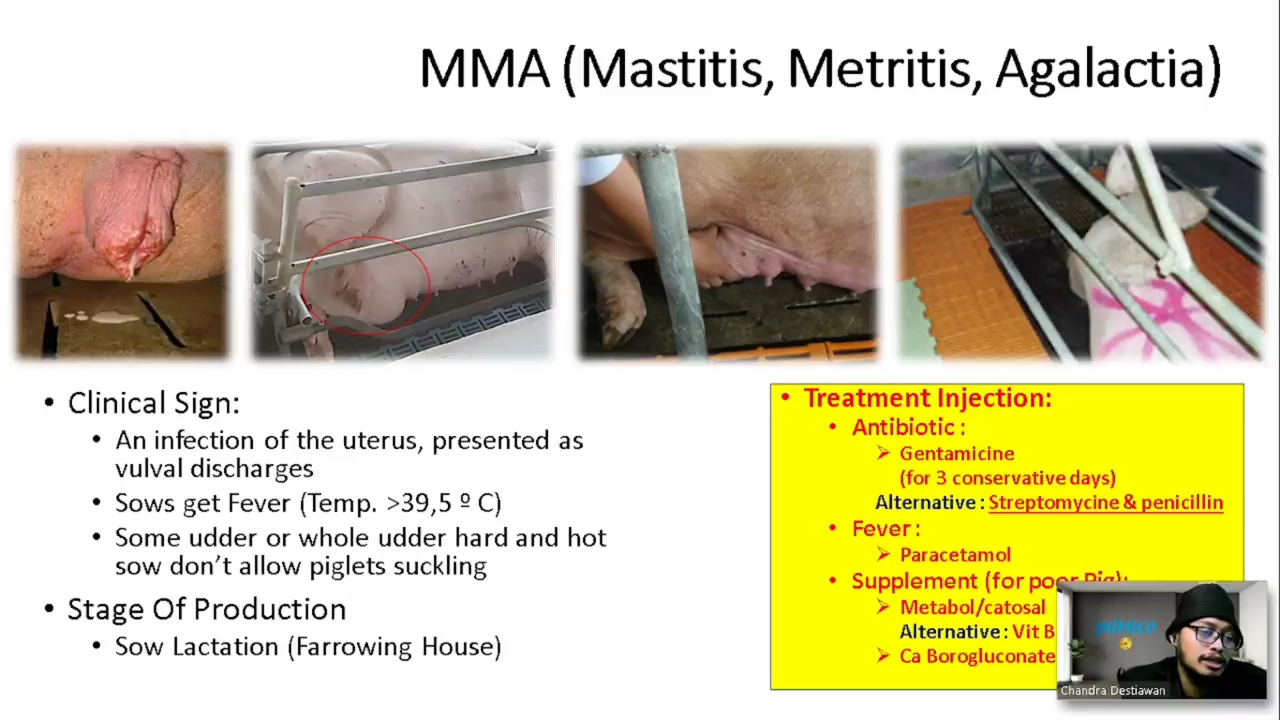 MMA (Mastitis, Metritis, Agalactia)
• Clinical Sign:
• An infection of the uterus, presented as
vulval discharges
• Sows get Fever (Temp. >39,5 º C)
• Some udder or whole udder hard and hot
sow don't allow piglets suckling
• Stage Of Production
• Sow Lactation (Farrowing House)
• Treatment Injection:
• Antibiotic :
➢ Gentamicine
(for 3 conservative days)
Alternative : Streptomycine & penicillin
• Fever :
➢ Paracetamol
• Supplement (for poor Pig):
➢ Metabol/catosal
Alternative : Vit B
➢ Ca Borogluconate
Chandra Destiawan